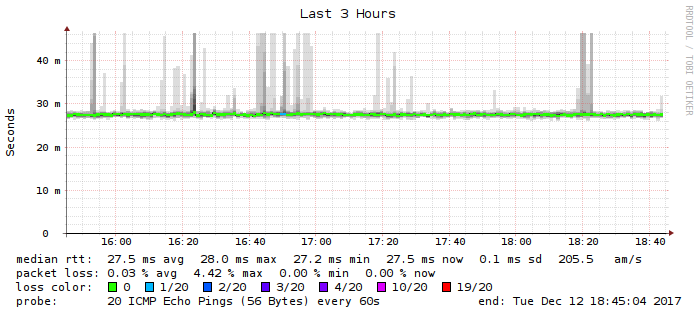 Last 3 Hours
RRDTOOL / TOBI OETIKER
Seconds
40 m
30 m
20 m
10 m
0
16:00 16:20 16:40 17:00 17:20 17:40 18:00 18:20 18:40
median rtt: 27.5 ms avg 28.0 ms max 27.2 ms min 27.5 ms now 0.1 ms sd 205.5 am/s
packet loss: 0.03 % avg 4.42 % max 0.00 % min 0.00 % now
loss color: 0 1/20 2/20 3/20 4/20 10/20 19/20
probe: 20 ICMP Echo Pings (56 Bytes) every 60s end: Tue Dec 12 18:45:04 2017